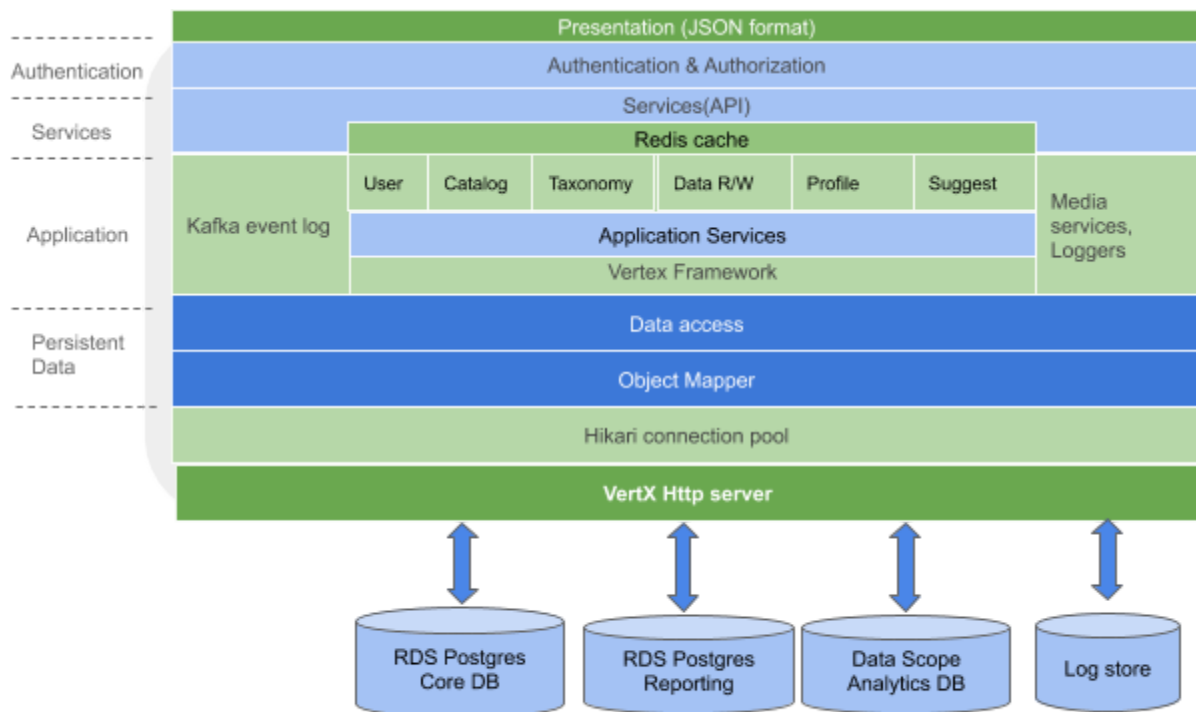 Presentation (JSON format)
Authentication
Authentication & Authorization
Services(API)
Services
Redis cache
User
Catalog
Taxonomy
Data R/W
Profile
Suggest
Application
Kafka event log
Application Services
Vertex Framework
Media
services,
Loggers
Persistent
Data
Data access
Object Mapper
Hikari connection pool
VertX Http server
RDS Postgres
Core DB
RDS Postgres
Reporting
Data Scope
Analytics DB
Log store